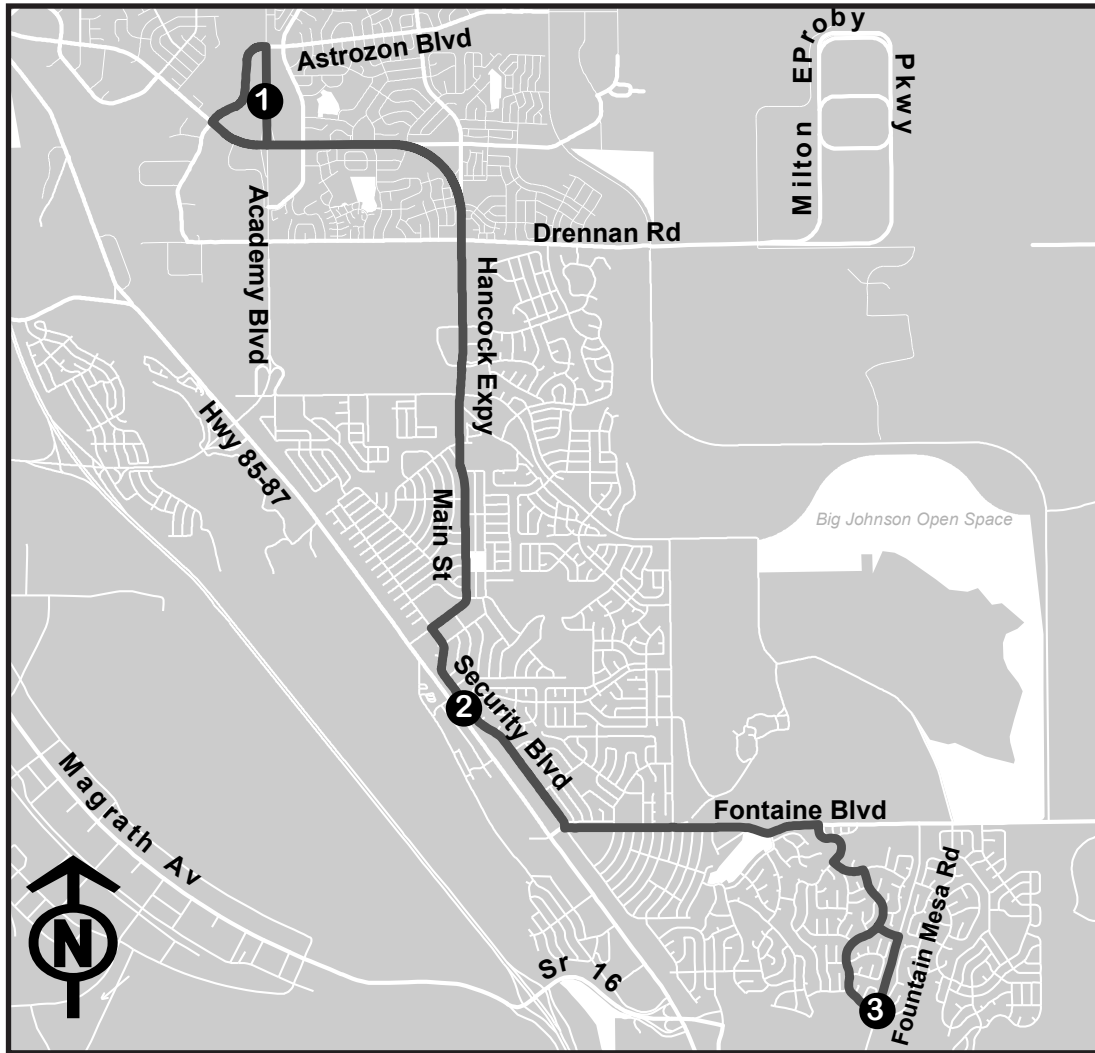 Milton EProby Pkwy
Astrozon Blvd
1
Academy Blvd
Drennan Rd
Hancock Expy
Hwy 85-87
Main St
Big Johnson Open Space
Security Blvd
2
Magrath Av
Fontaine Blvd
Fountain Mesa Rd
N
Sr 16
3